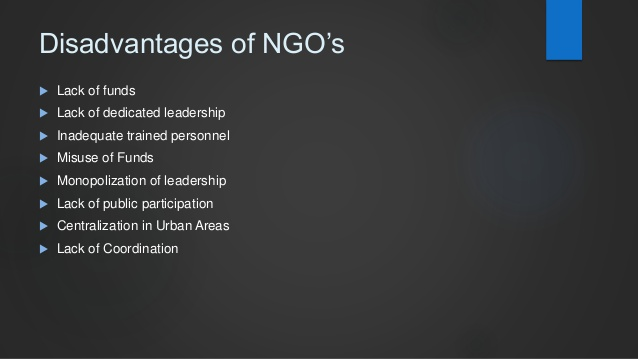 Disadvantages of NGO’s
Lack of funds
Lack of dedicated leadership
Inadequate trained personnel
Misuse of Funds
Monopolization of leadership
Lack of public participation
Centralization in Urban Areas
Lack of Coordination